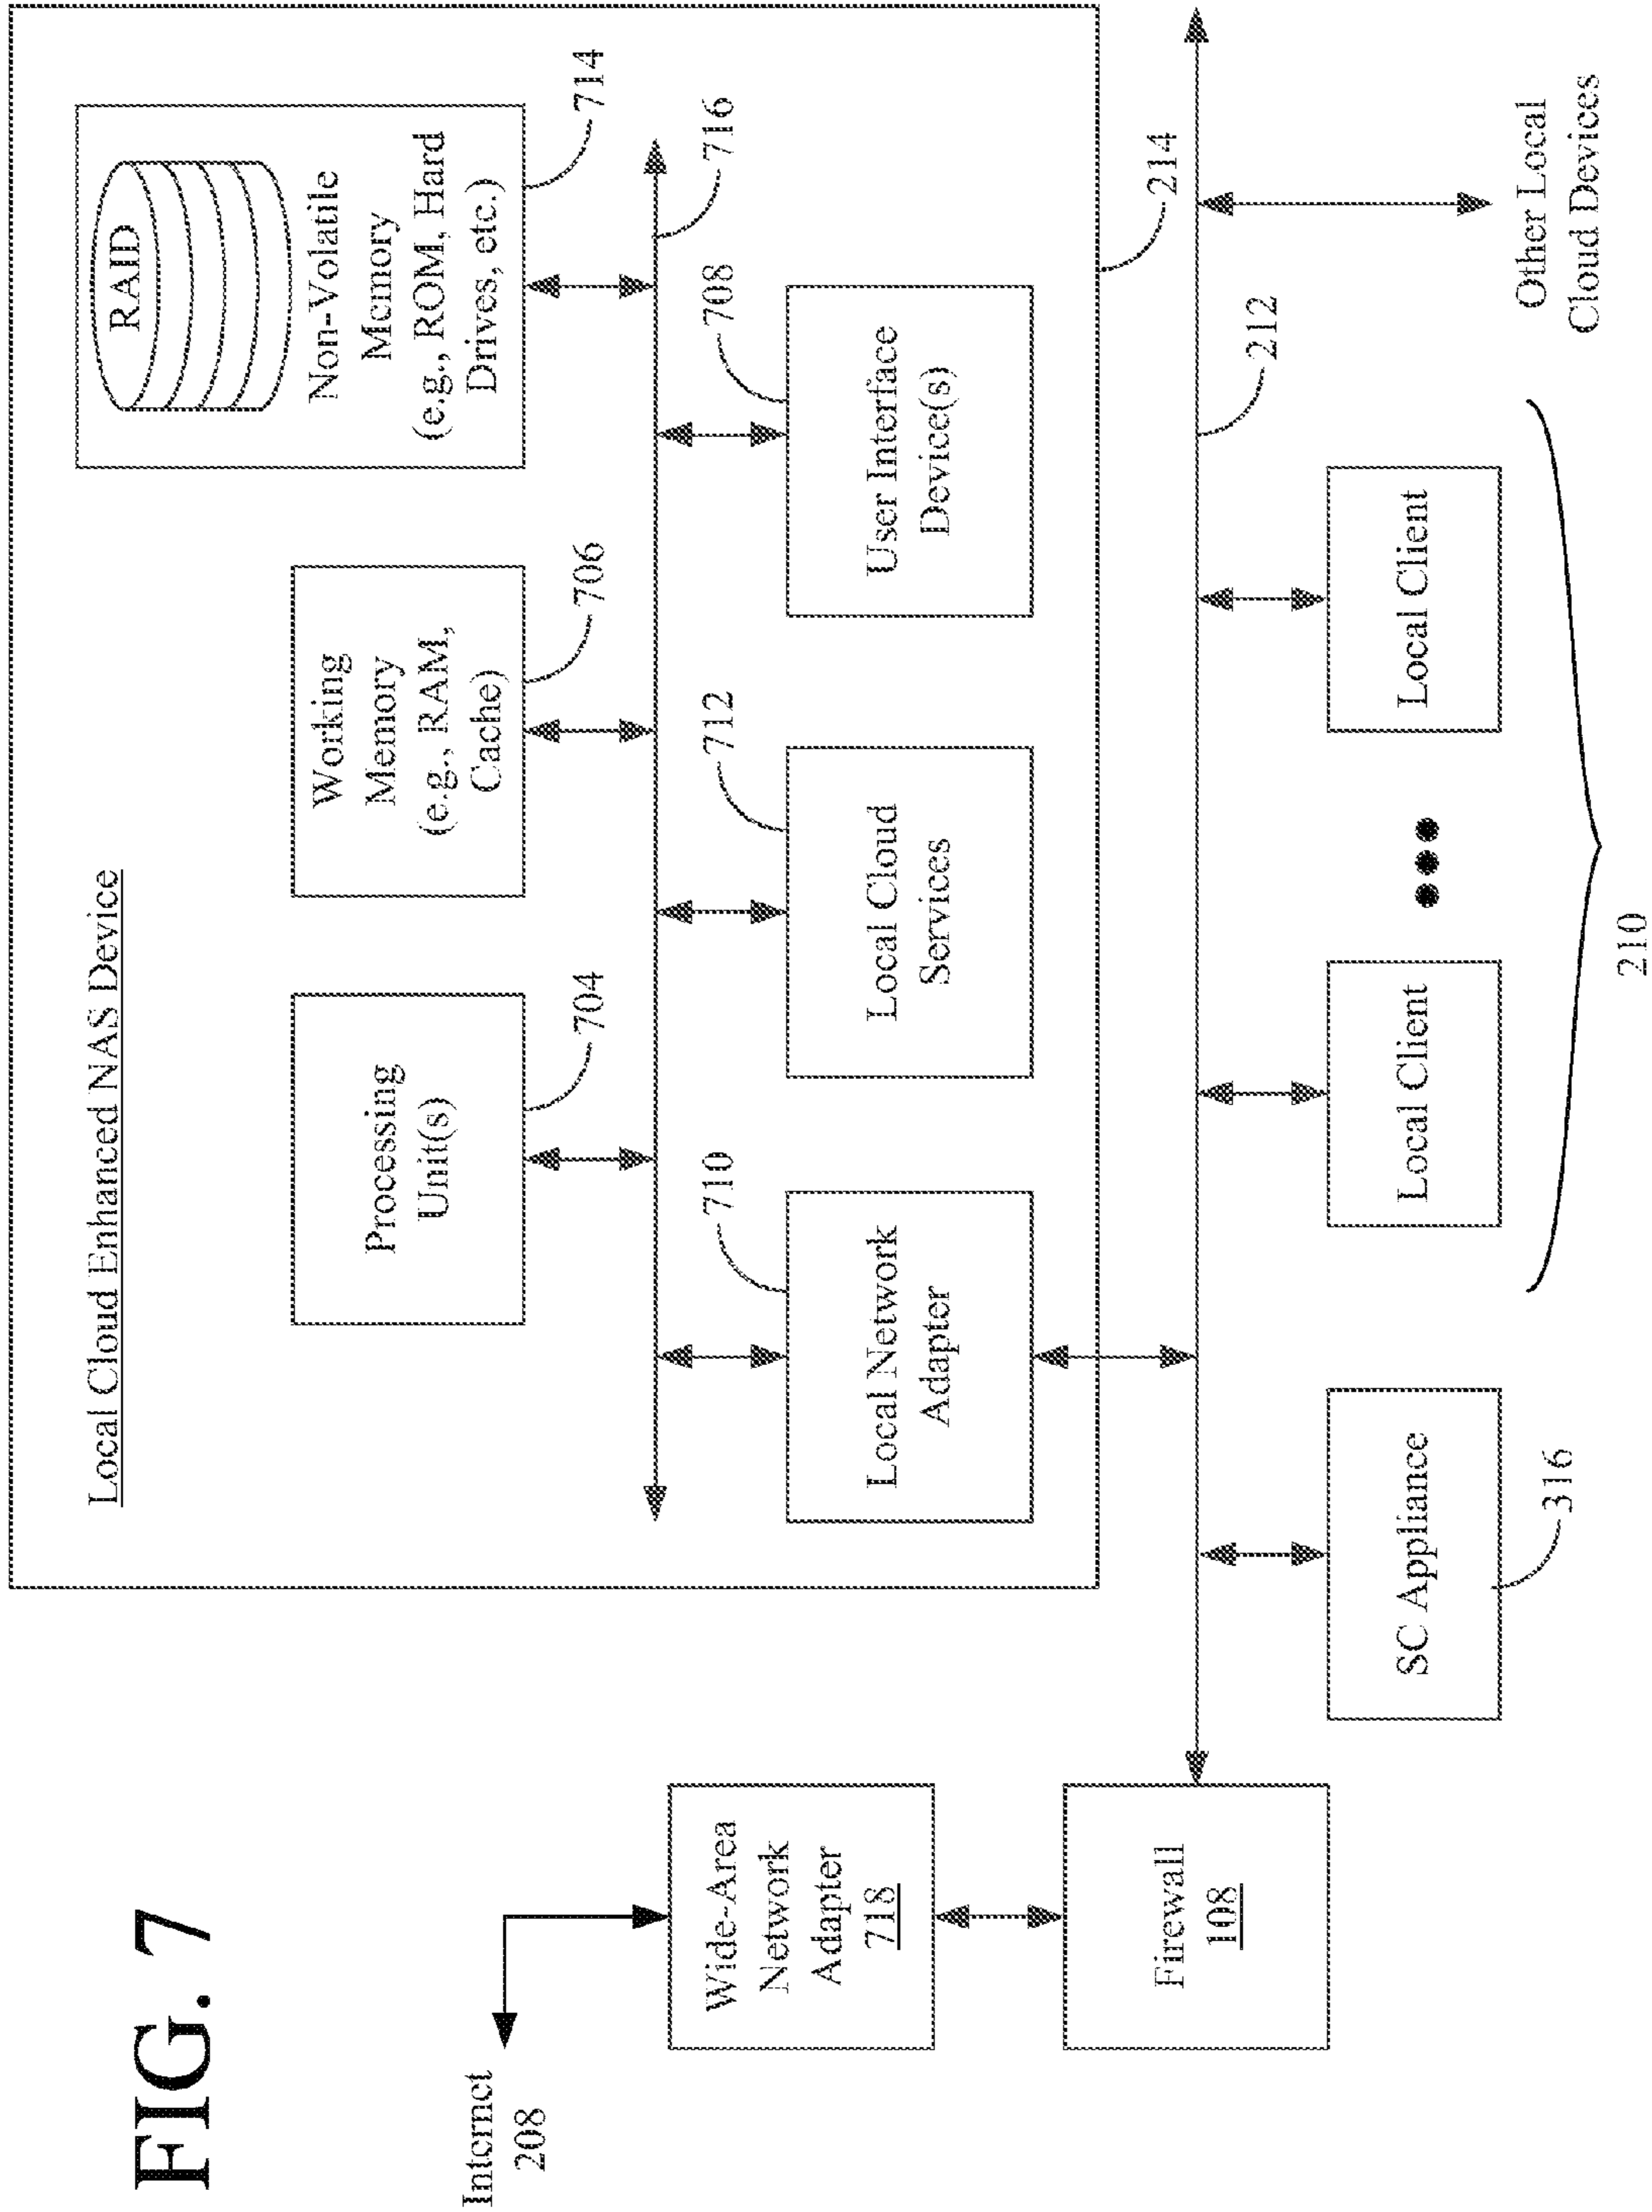 FIG. 7
Local Cloud Enhanced NAS Device
RAID
Non-Volatile
Memory
(e.g., ROM, Hard
Drives, etc.)
714
Working
Memory
(e.g., RAM,
Cache)
706
Processing
Unit(s)
704
716
710
Local Network
Adapter
712
Local Cloud
Services
708
User Interface
Device(s)
214
Internet
208
Wide-Area
Network
Adapter
718
Firewall
108
212
SC Appliance
316
Local Client
Local Client
210
Other Local
Cloud Devices